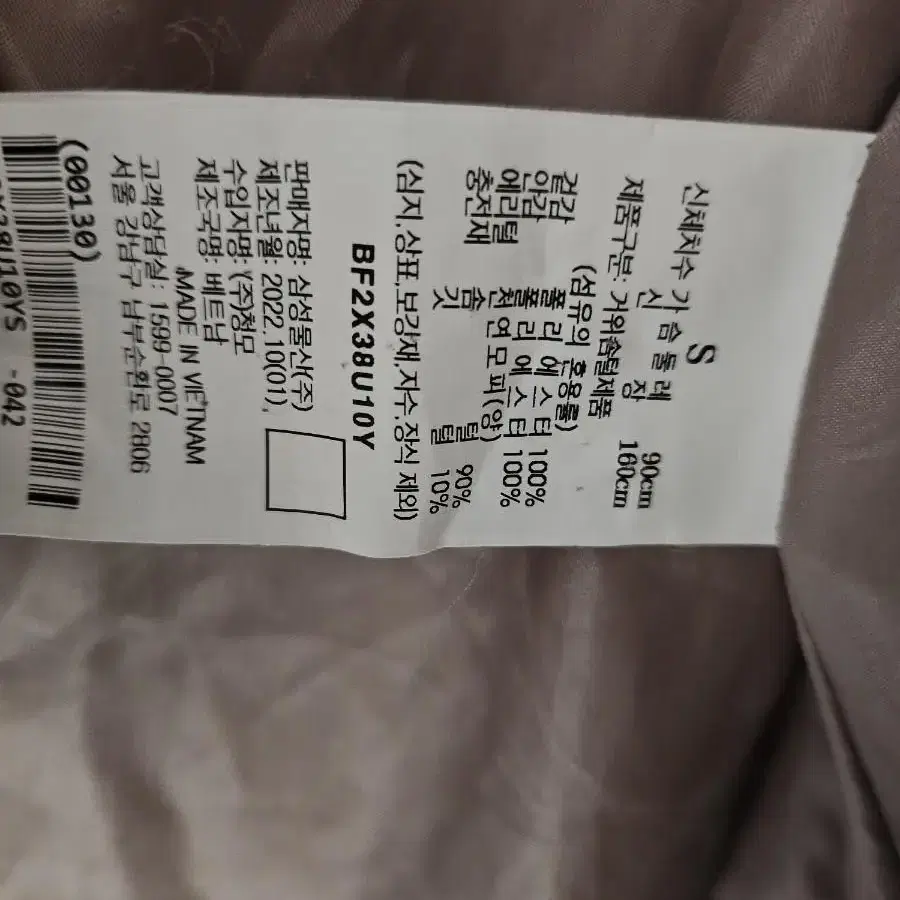 S
신체치수 가슴둘레 90cm
신장 160cm
제품구분: 거위솜털제품
(섬유의 혼용률)
겉감 폴리에스터 100%
안감 폴리에스터 100%
에리털 천연모피(양)
충전재 솜털 90%
깃털 10%
(심지,상표,보강재,자수,장식 제외)
BF2X38U10Y
판매자명: 삼성물산(주)
제조년월: 2022.10(01)
수입자명: (주)청모
제조국명: 베트남
MADE IN VIETNAM
고객상담실: 1599-0007
서울 강남구 남부순환로 2806
(00130)
X38U10YS -042